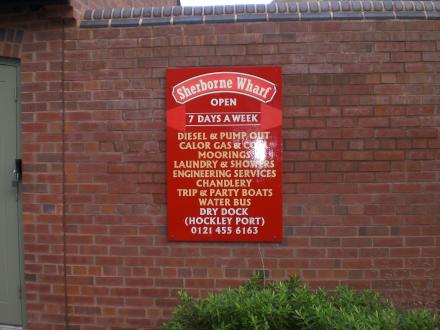 Sherborne Wharf
OPEN
7 DAYS A WEEK
DIESEL & PUMP OUT
CALOR GAS & COAL
MOORINGS
LAUNDRY & SHOWERS
ENGINEERING SERVICES
CHANDLERY
TRIP & PARTY BOATS
WATER BUS
DRY DOCK
(HOCKLEY PORT)
0121 455 6163